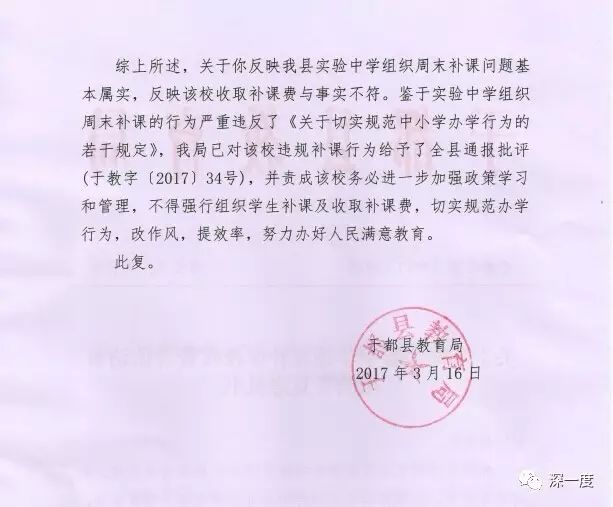 综上所述，关于你反映我县实验中学组织周末补课问题基
本属实，反映该校收取补课费与事实不符。鉴于实验中学组织
周末补课的行为严重违反了《关于切实规范中小学办学行为的
若干规定》，我局已对该校违规补课行为给予了全县通报批评
(于教字〔2017〕34号)，并责成该校务必进一步加强政策学习
和管理，不得强行组织学生补课及收取补课费，切实规范办学
行为，改作风，提效率，努力办好人民满意教育。
此复。
于都县教育局
于都县教育局
2017年3月16日
深一度